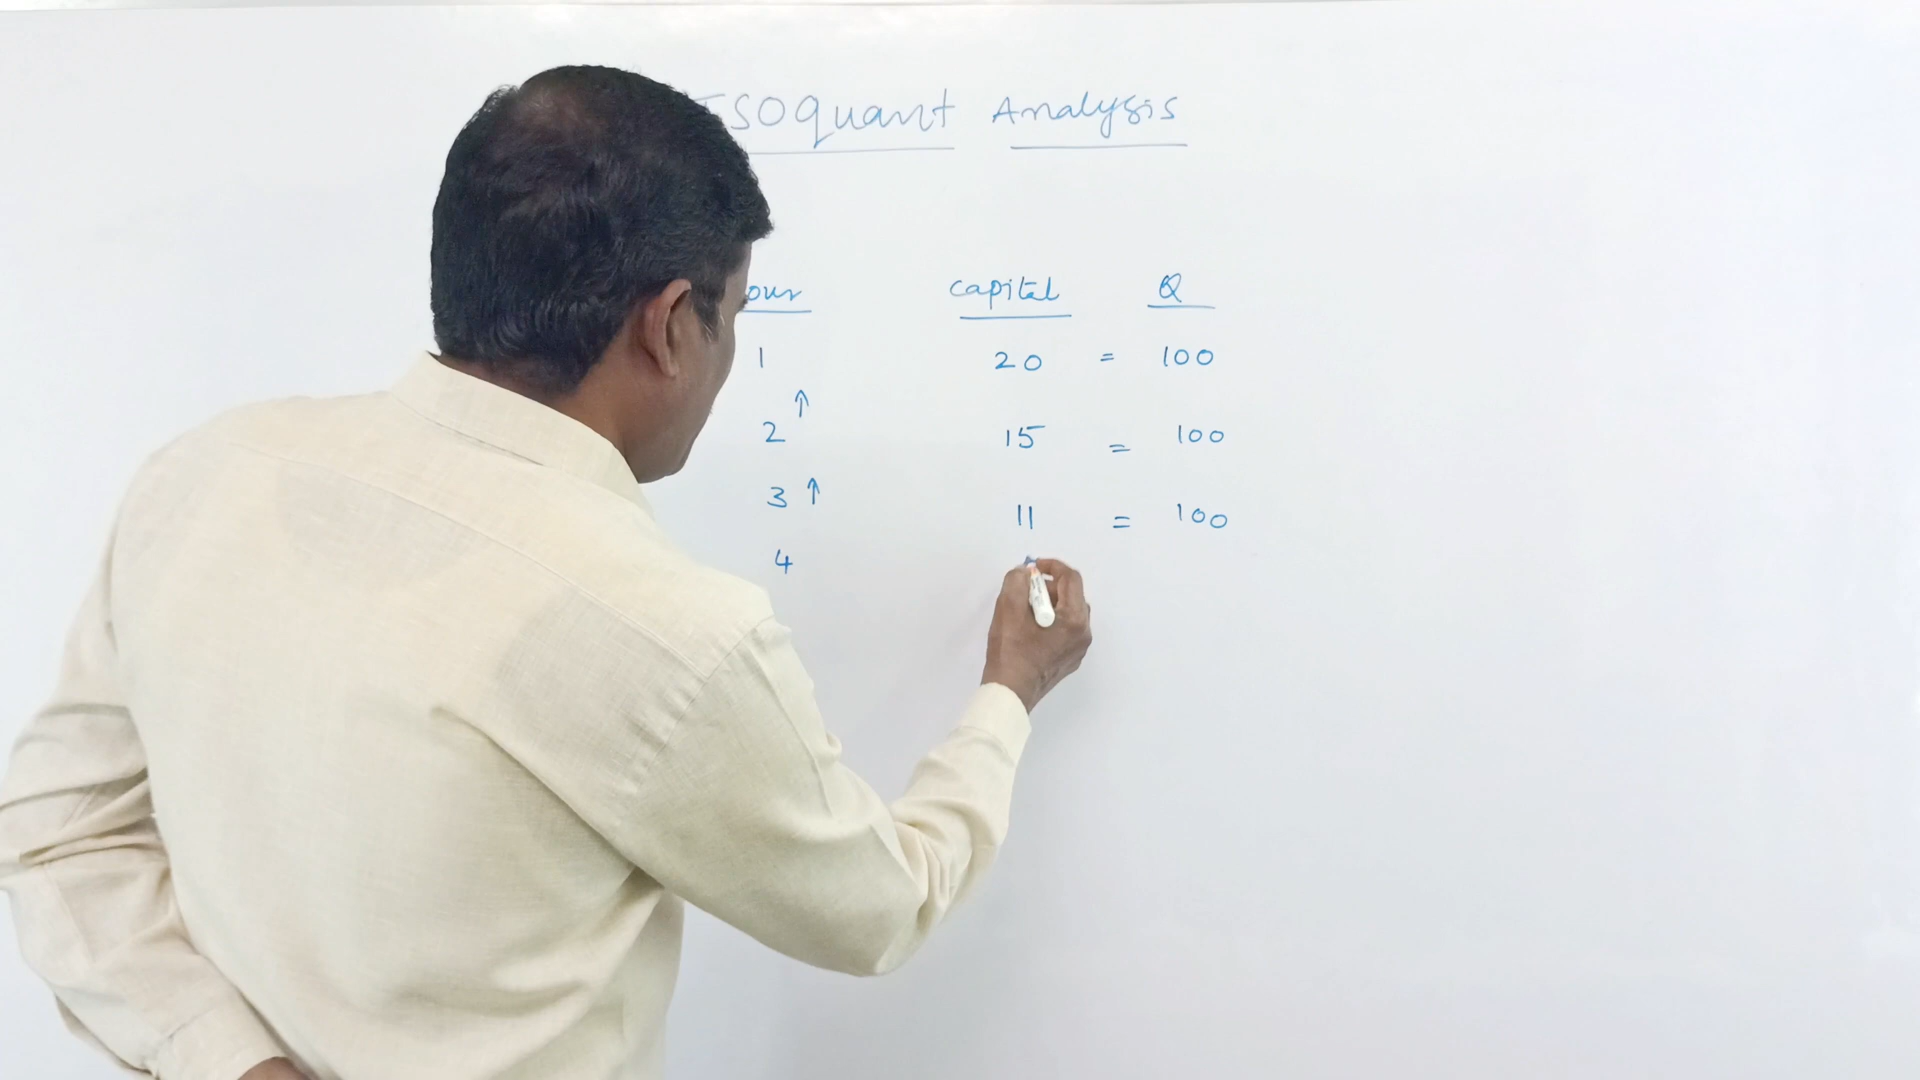 ISOquant Analysis
our capital Q
1 20 = 100
↑
2 15 = 100
3 ↑ 11 = 100
4